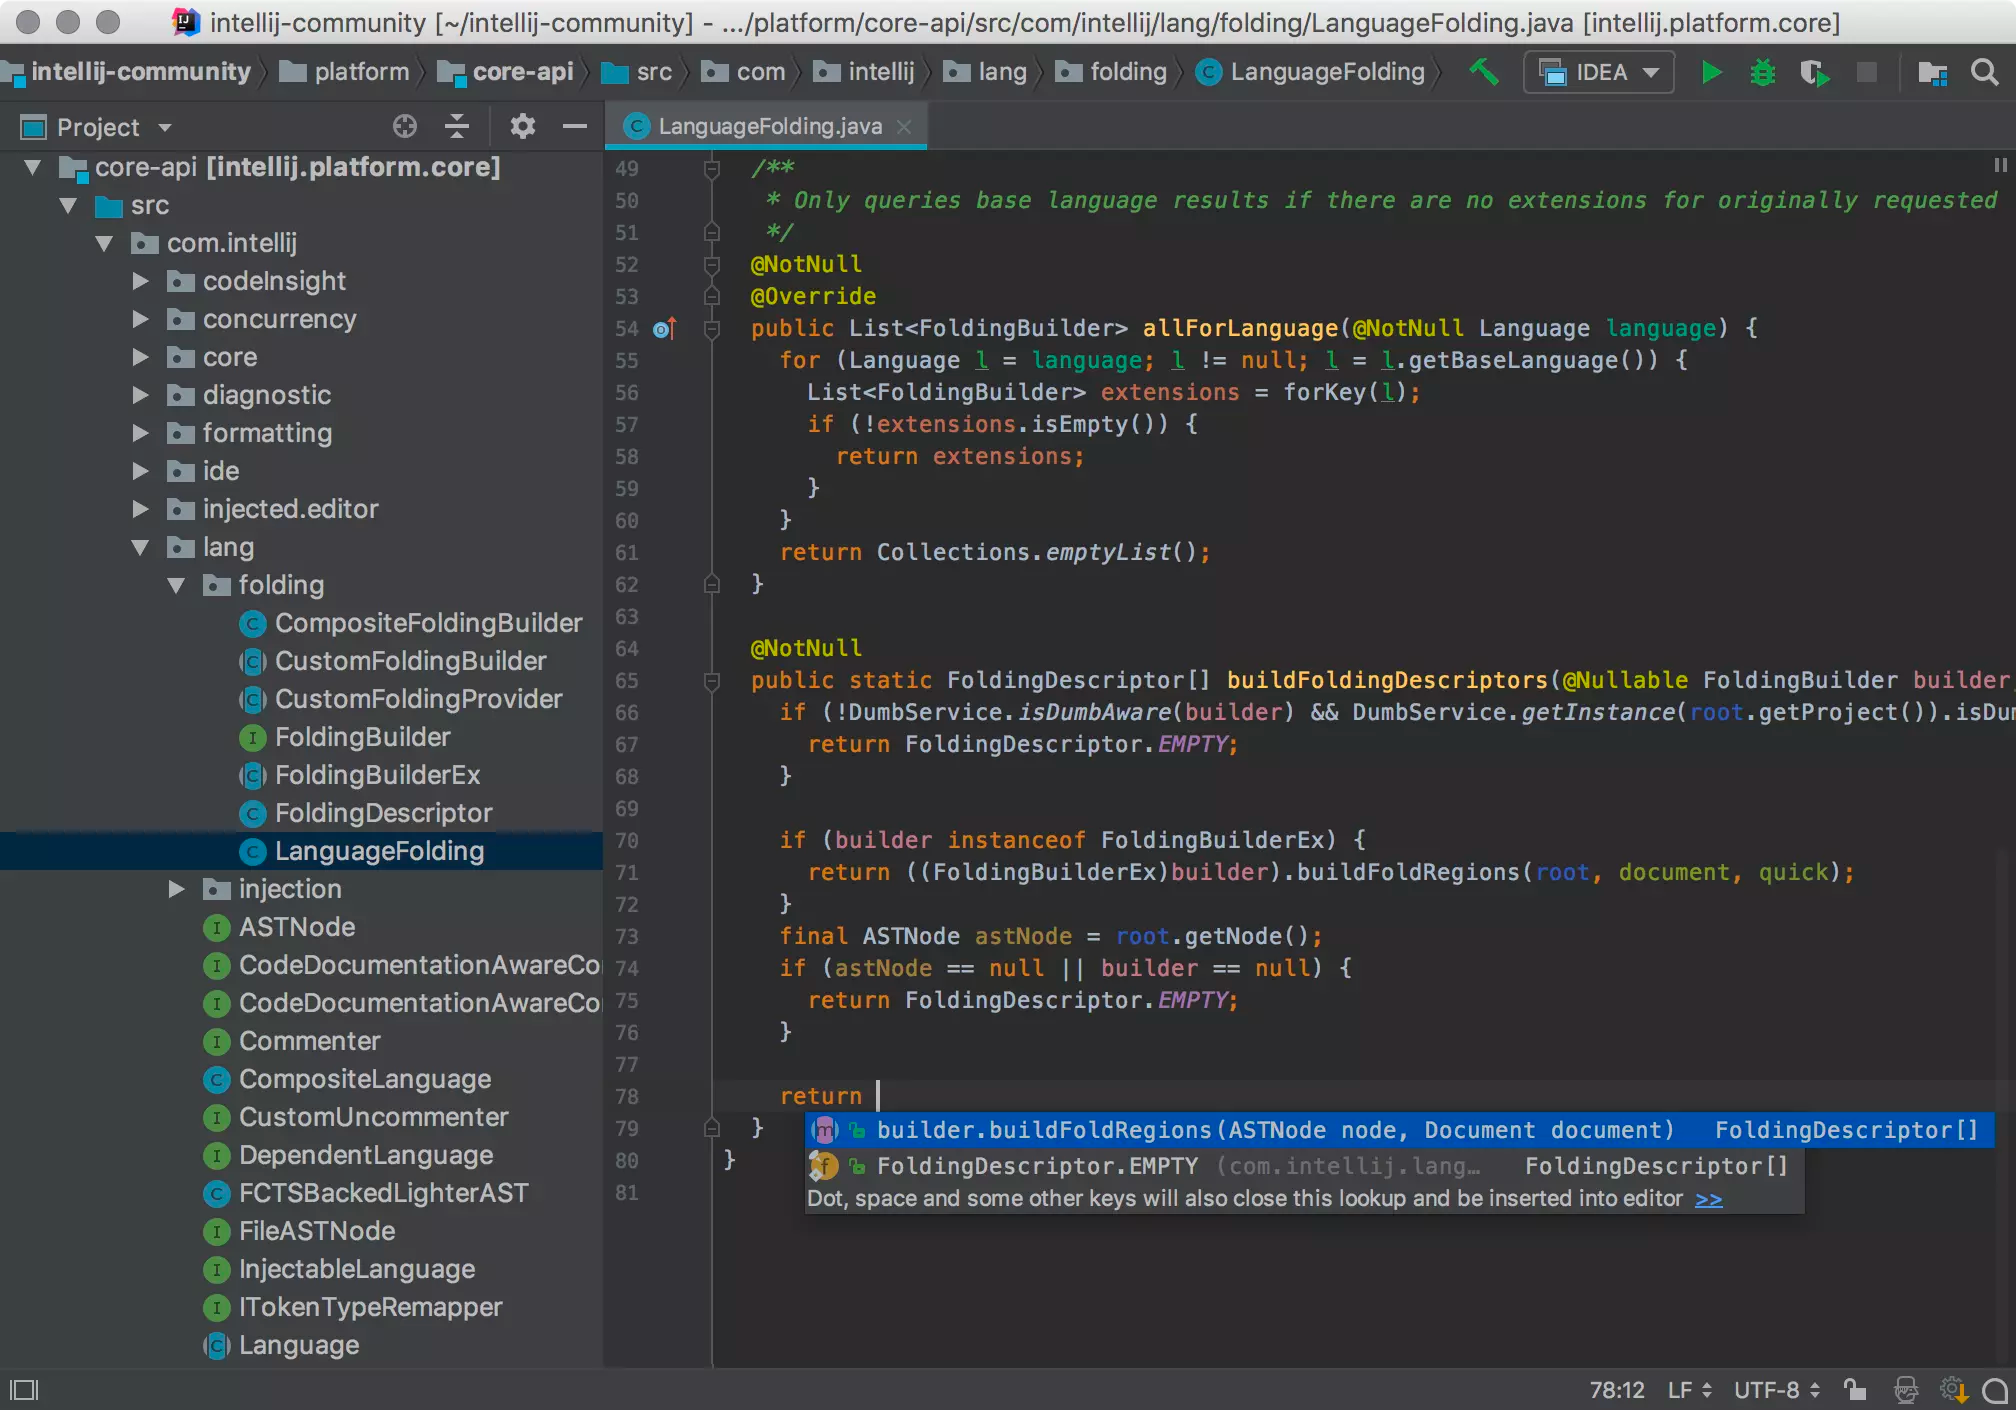 intellij-community [~/intellij-community] - .../platform/core-api/src/com/intellij/lang/folding/LanguageFolding.java [intellij.platform.core]
intellij-community platform core-api src com intellij lang folding LanguageFolding IDEA
Project
LanguageFolding.java
core-api [intellij.platform.core]
src
com.intellij
codeInsight
concurrency
core
diagnostic
formatting
ide
injected.editor
lang
folding
CompositeFoldingBuilder
CustomFoldingBuilder
CustomFoldingProvider
FoldingBuilder
FoldingBuilderEx
FoldingDescriptor
LanguageFolding
injection
ASTNode
CodeDocumentationAwareCo
CodeDocumentationAwareCo
Commenter
CompositeLanguage
CustomUncommenter
DependentLanguage
FCTSBackedLighterAST
FileASTNode
InjectableLanguage
ITokenTypeRemapper
Language
49 /**
50 * Only queries base language results if there are no extensions for originally requested
51 */
52 @NotNull
53 @Override
54 public List<FoldingBuilder> allForLanguage(@NotNull Language language) {
55 for (Language l = language; l != null; l = l.getBaseLanguage()) {
56 List<FoldingBuilder> extensions = forKey(l);
57 if (!extensions.isEmpty()) {
58 return extensions;
59 }
60 }
61 return Collections.emptyList();
62 }
63
64 @NotNull
65 public static FoldingDescriptor[] buildFoldingDescriptors(@Nullable FoldingBuilder builder,
66 if (!DumbService.isDumbAware(builder) && DumbService.getInstance(root.getProject()).isDum
67 return FoldingDescriptor.EMPTY;
68 }
69
70 if (builder instanceof FoldingBuilderEx) {
71 return ((FoldingBuilderEx)builder).buildFoldRegions(root, document, quick);
72 }
73 final ASTNode astNode = root.getNode();
74 if (astNode == null || builder == null) {
75 return FoldingDescriptor.EMPTY;
76 }
77
78 return
79 }
80 }
81
builder.buildFoldRegions(ASTNode node, Document document) FoldingDescriptor[]
FoldingDescriptor.EMPTY (com.intellij.lang… FoldingDescriptor[]
Dot, space and some other keys will also close this lookup and be inserted into editor >>
78:12 LF UTF-8